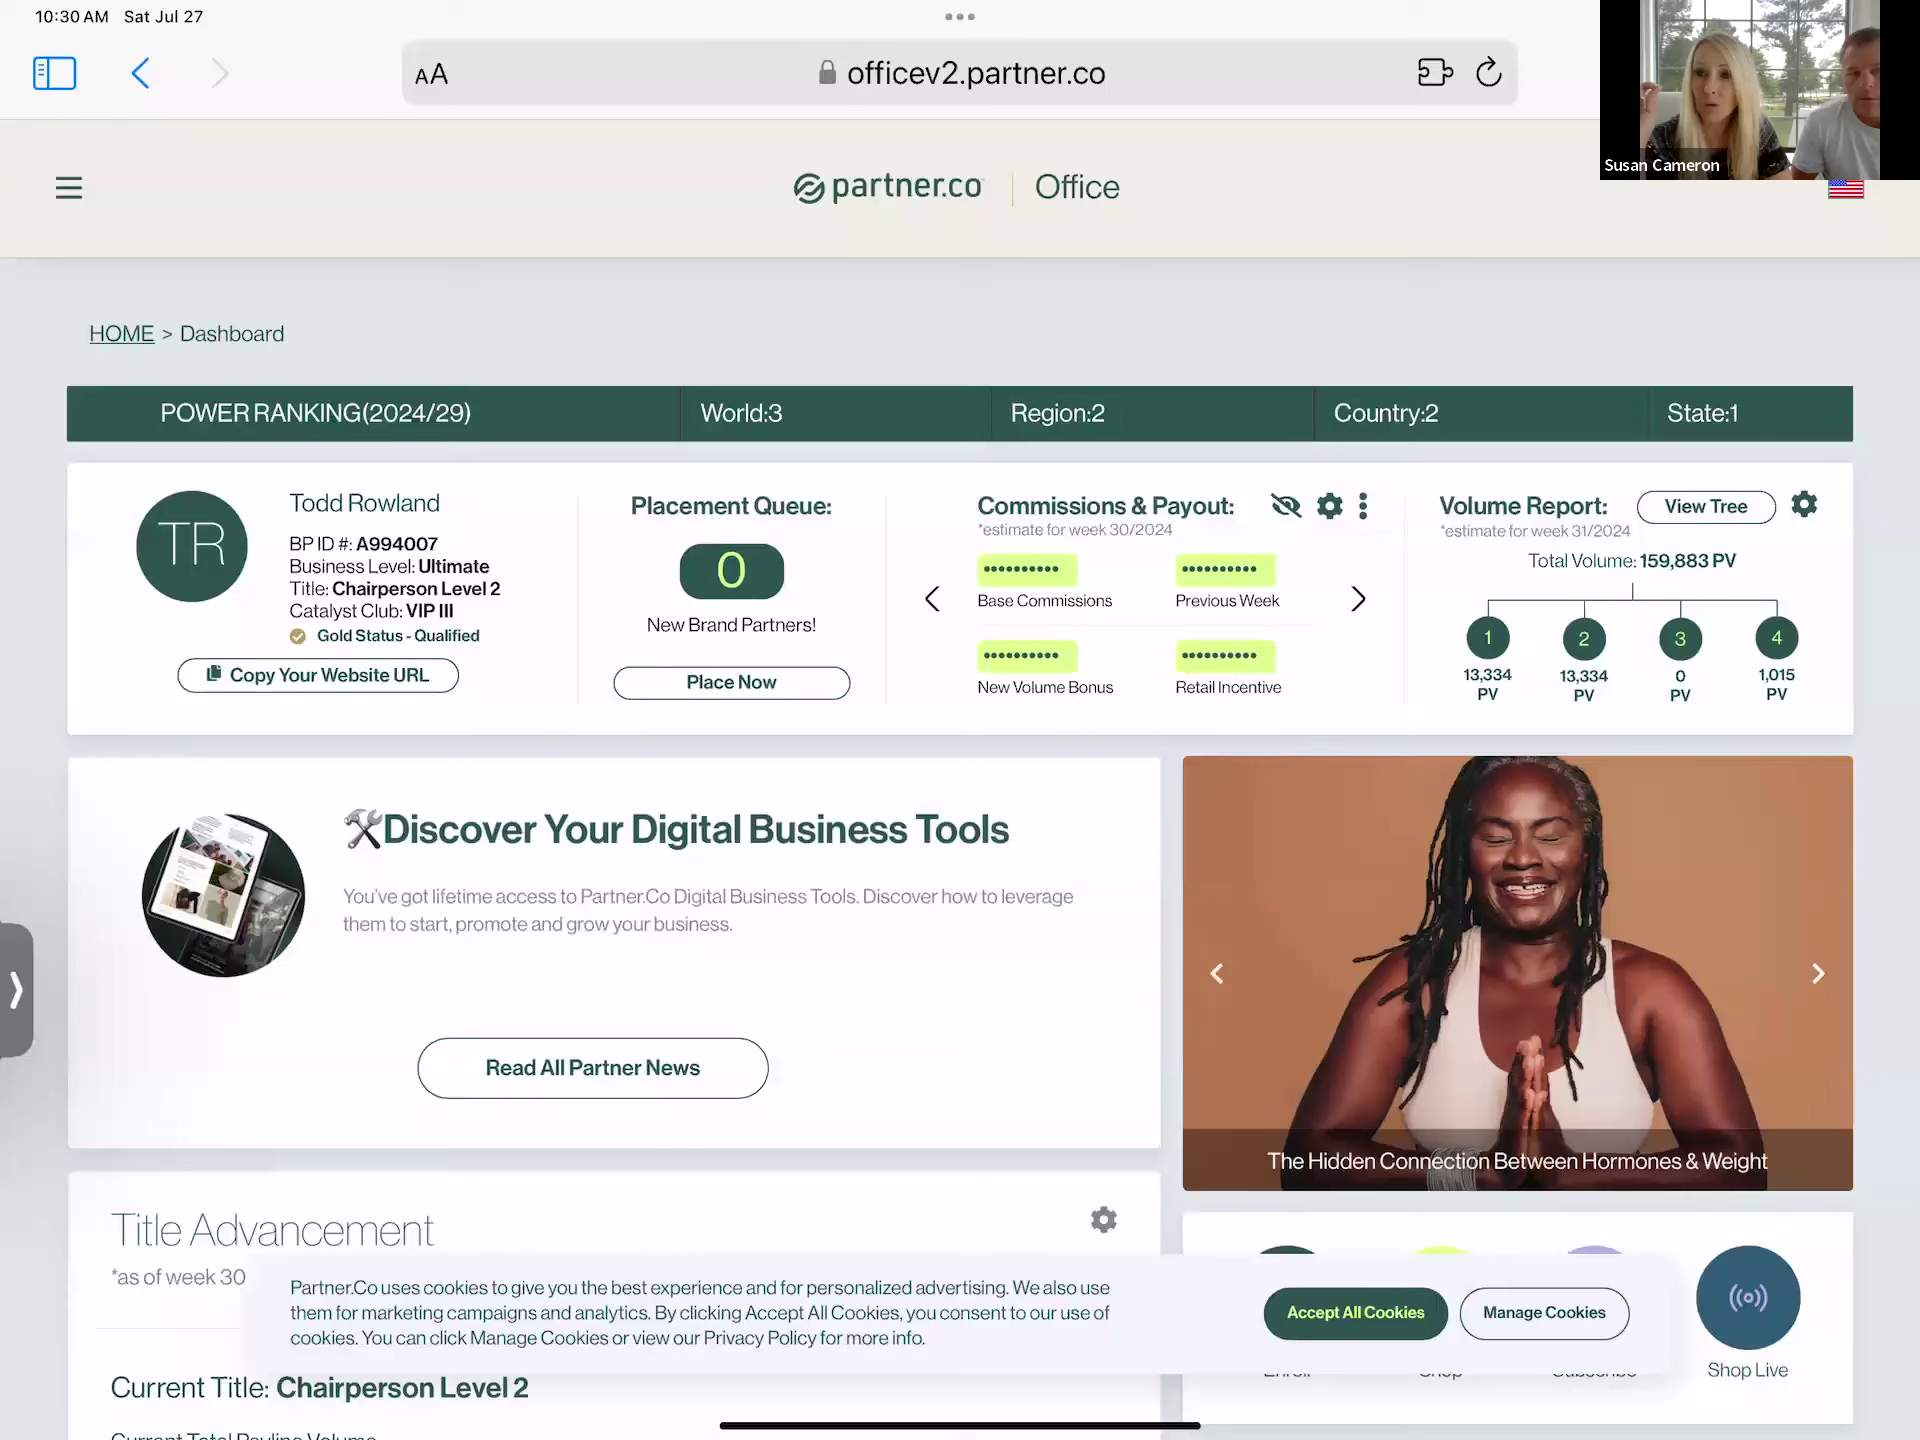 10:30 AM Sat Jul 27
AA
officev2.partner.co
Susan Cameron
partner.co Office
HOME > Dashboard
POWER RANKING(2024/29) World:3 Region:2 Country:2 State:1
TR
Todd Rowland
BP ID #: A994007
Business Level: Ultimate
Title: Chairperson Level 2
Catalyst Club: VIP III
Gold Status - Qualified
Copy Your Website URL
Placement Queue:
0
New Brand Partners!
Place Now
Commissions & Payout:
*estimate for week 30/2024
Base Commissions
Previous Week
New Volume Bonus
Retail Incentive
Volume Report:
View Tree
*estimate for week 31/2024
Total Volume: 159,883 PV
1 2 3 4
13,334 PV
13,334 PV
0 PV
1,015 PV
🛠️Discover Your Digital Business Tools
You've got lifetime access to Partner.Co Digital Business Tools. Discover how to leverage
them to start, promote and grow your business.
Read All Partner News
The Hidden Connection Between Hormones & Weight
Title Advancement
*as of week 30
Partner.Co uses cookies to give you the best experience and for personalized advertising. We also use
them for marketing campaigns and analytics. By clicking Accept All Cookies, you consent to our use of
cookies. You can click Manage Cookies or view our Privacy Policy for more info.
Accept All Cookies
Manage Cookies
Shop Live
Current Title: Chairperson Level 2